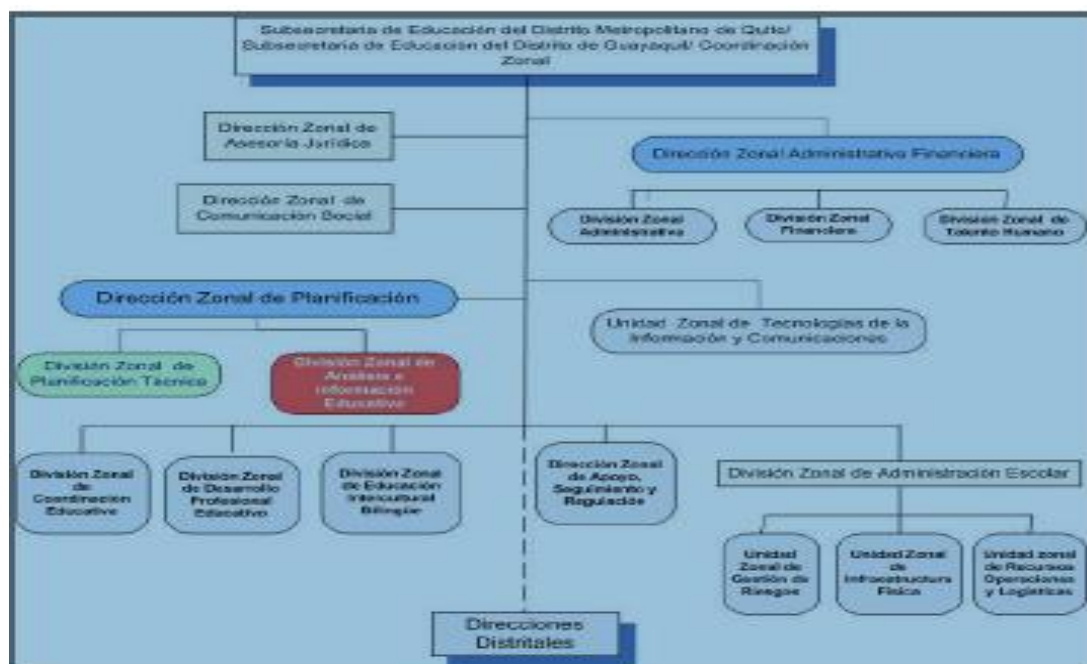 Subsecretaria de Educación del Distrito Metropolitano de Quito/
Subsecretaria de Educación del Distrito de Guayaquil/ Coordinación
Zonal
Dirección Zonal de
Asesoría Jurídica
Dirección Zonal Administrativo Financiera
Dirección Zonal de
Comunicación Social
División Zonal
Administrativa
División Zonal
Financiera
División Zonal de
Talento Humano
Dirección Zonal de Planificación
Unidad Zonal de Tecnologías de la
Información y Comunicaciones
División Zonal de
Planificación Técnica
División Zonal de
Análisis e
Información
Educativo
División Zonal
de
Coordinación
Educativa
División Zonal
de Desarrollo
Profesional
Educativo
División Zonal
de Educación
Intercultural
Bilingüe
Dirección Zonal
de Apoyo,
Seguimiento y
Regulación
División Zonal de Administración Escolar
Unidad
Zonal de
Gestión de
Riesgos
Unidad Zonal
de
Infraestructura
Física
Unidad zonal
de Recursos
Operaciones
y Logísticas
Direcciones
Distritales